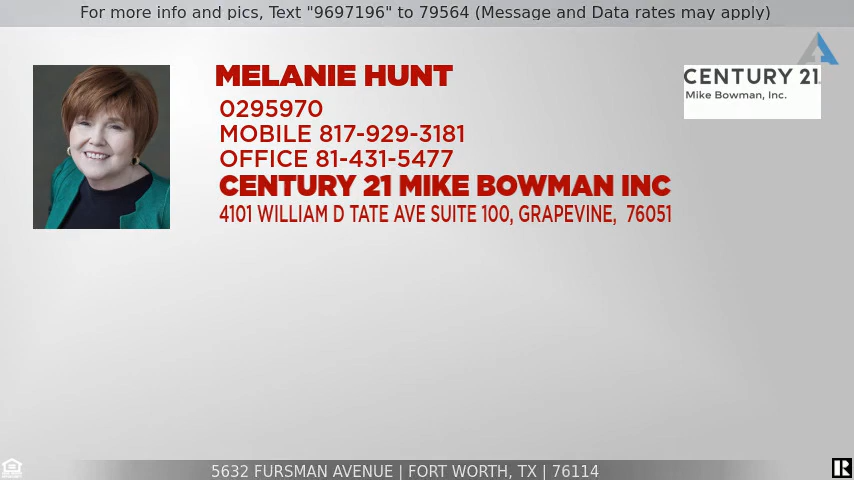 For more info and pics, Text "9697196" to 79564 (Message and Data rates may apply)
MELANIE HUNT
0295970
MOBILE 817-929-3181
OFFICE 81-431-5477
CENTURY 21 MIKE BOWMAN INC
4101 WILLIAM D TATE AVE SUITE 100, GRAPEVINE, 76051
CENTURY 21.
Mike Bowman, Inc.
5632 FURSMAN AVENUE | FORT WORTH, TX | 76114